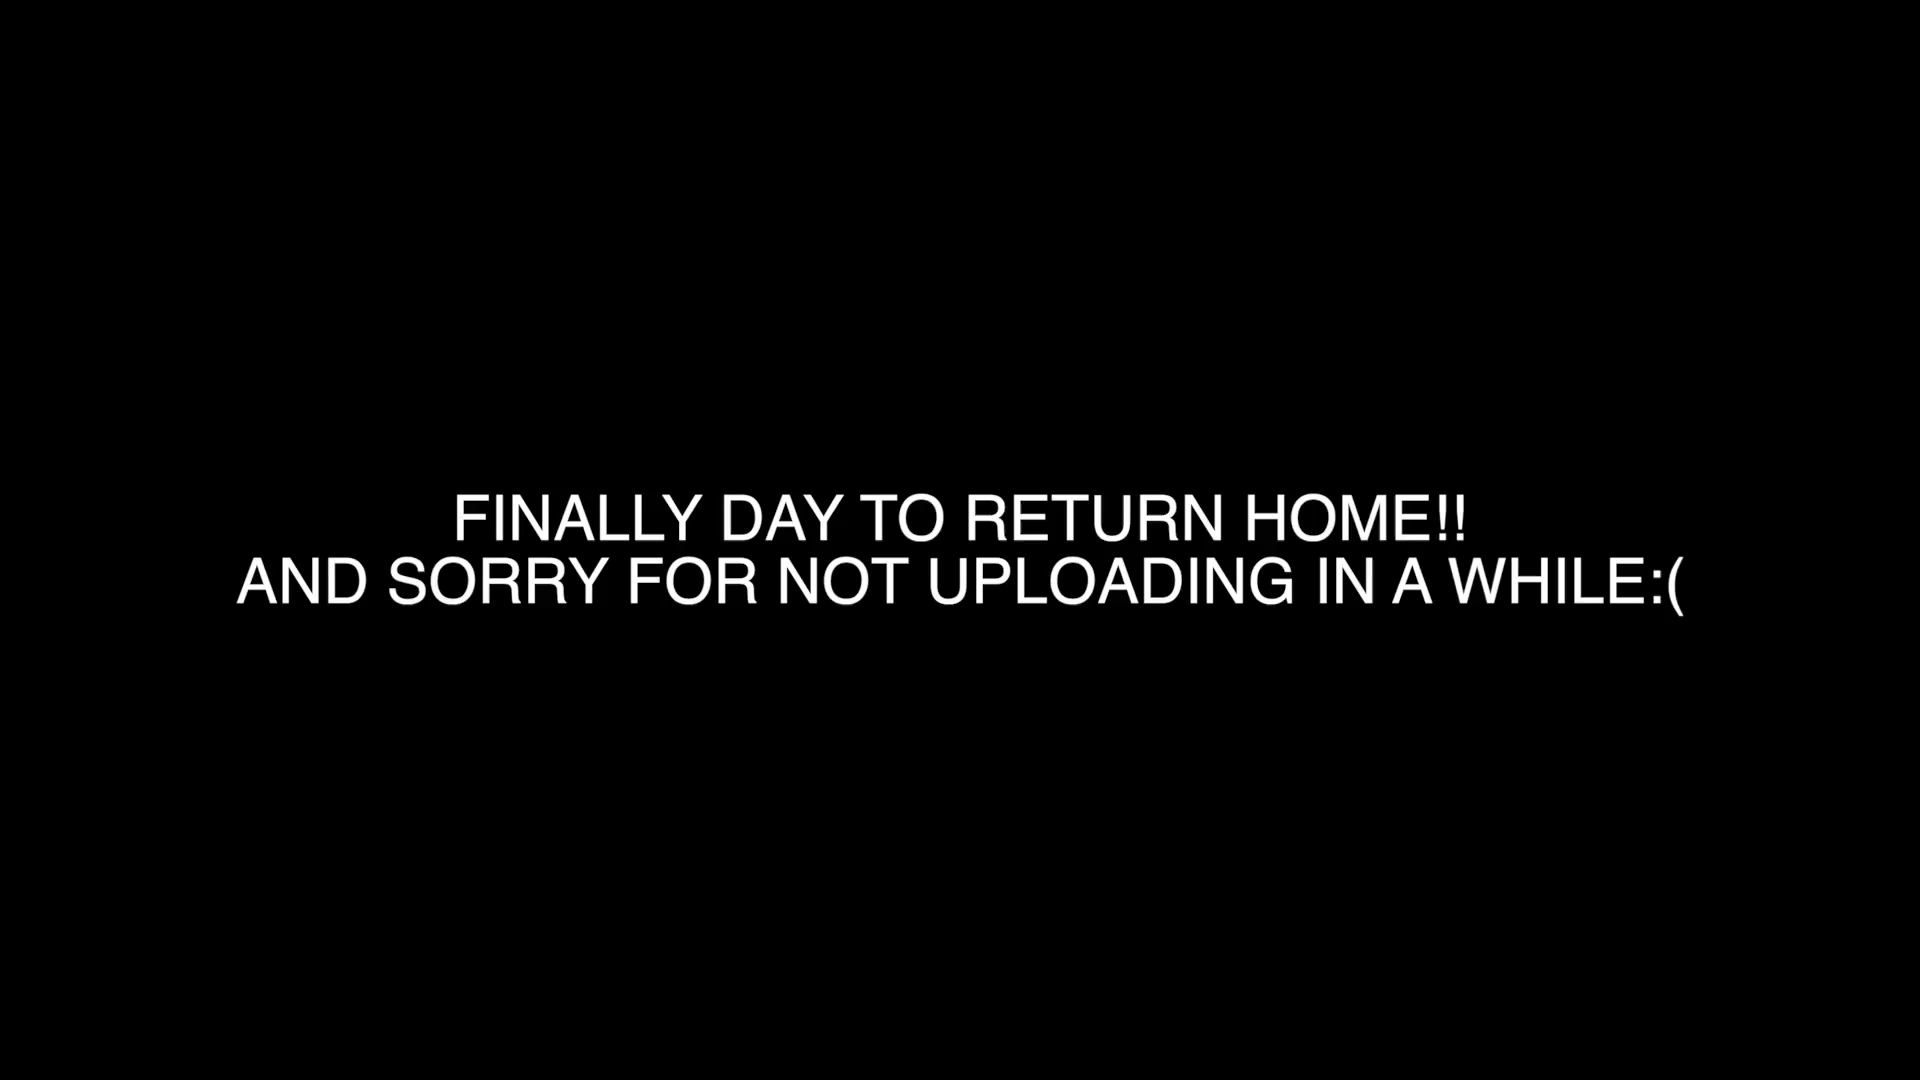 FINALLY DAY TO RETURN HOME!!
AND SORRY FOR NOT UPLOADING IN A WHILE:(